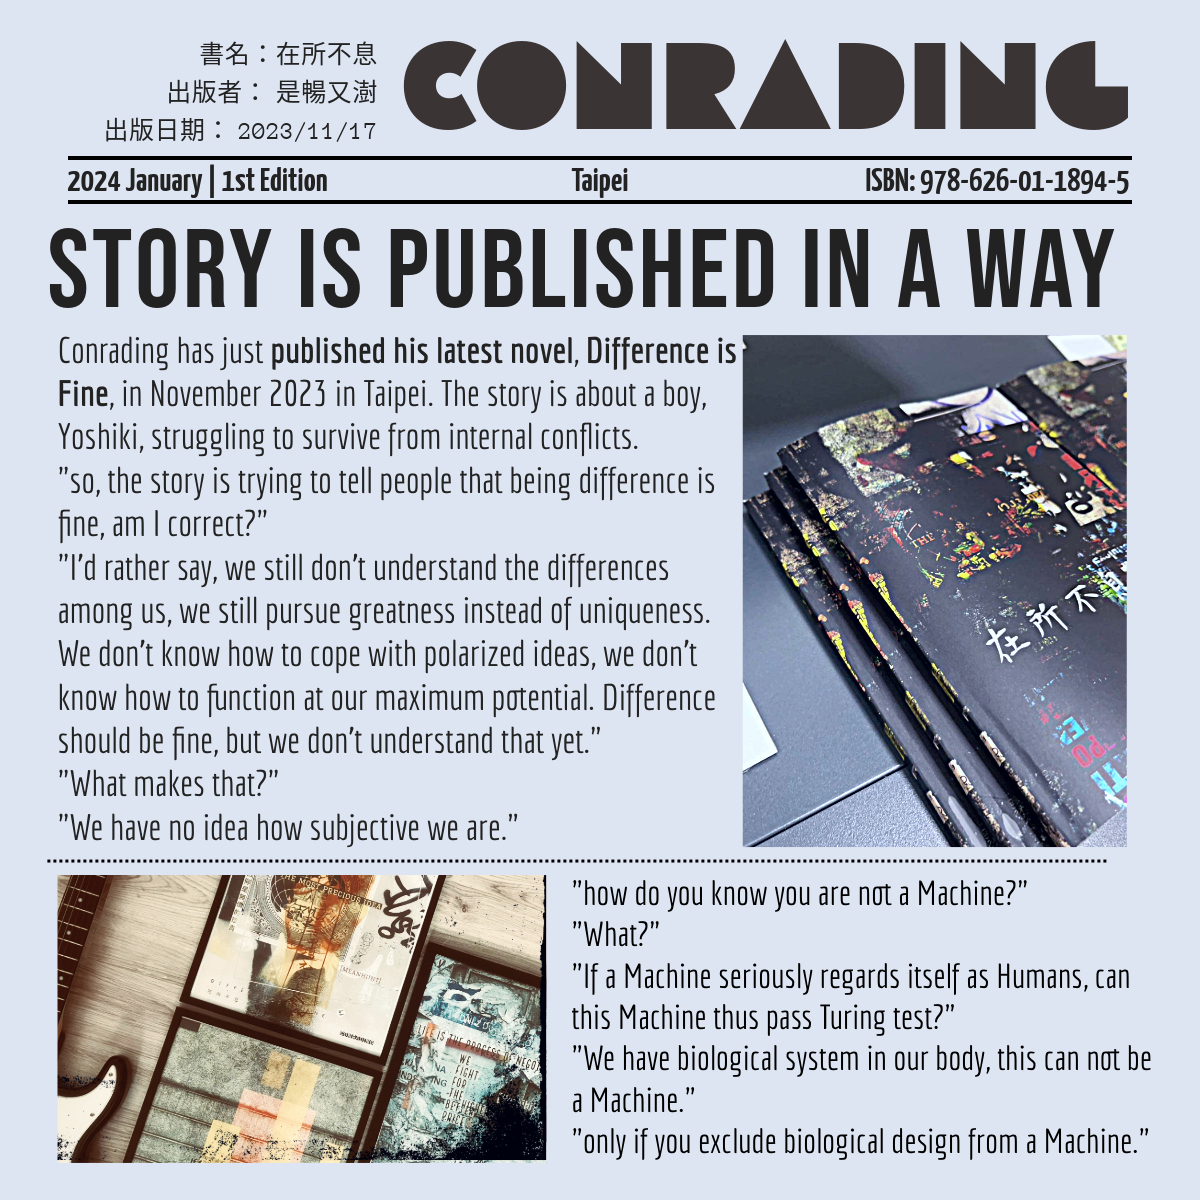 書名：在所不息
出版者： 是暢又澍
出版日期： 2023/11/17
CONRADING
2024 January | 1st Edition
Taipei
ISBN: 978-626-01-1894-5
STORY IS PUBLISHED IN A WAY
Conrading has just published his latest novel, Difference is
Fine, in November 2023 in Taipei. The story is about a boy,
Yoshiki, struggling to survive from internal conflicts.
"so, the story is trying to tell people that being difference is
fine, am I correct?"
"I'd rather say, we still don't understand the differences
among us, we still pursue greatness instead of uniqueness.
We don't know how to cope with polarized ideas, we don't
know how to function at our maximum potential. Difference
should be fine, but we don't understand that yet."
"What makes that?"
"We have no idea how subjective we are."
THE
在所不
PO
THE MOST PRECIOUS IDEA
[MEANHUNT]
LIFE IS THE PROCESS
WE
FIGHT
FOR
THE
"how do you know you are not a Machine?"
"What?"
"If a Machine seriously regards itself as Humans, can
this Machine thus pass Turing test?"
"We have biological system in our body, this can not be
a Machine."
"only if you exclude biological design from a Machine."